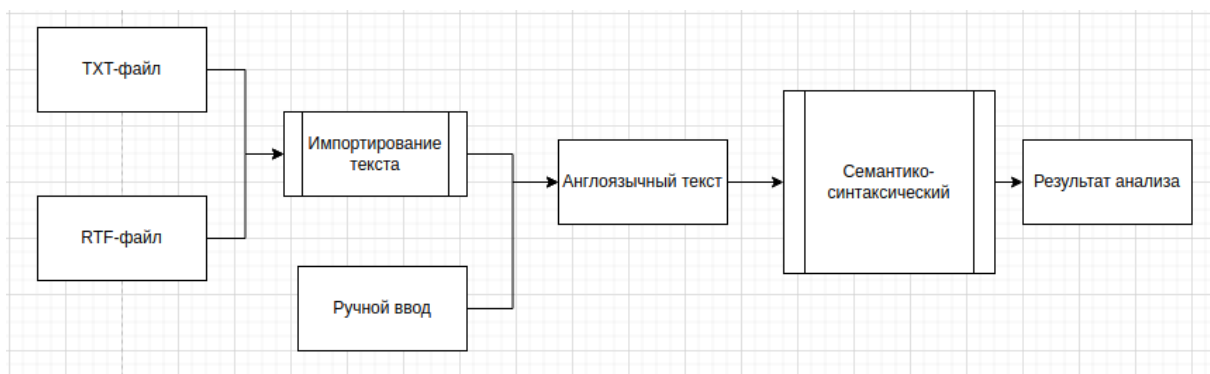 TXT-файл
RTF-файл
Импортирование
текста
Ручной ввод
Англоязычный текст
Семантико-
синтаксический
Результат анализа